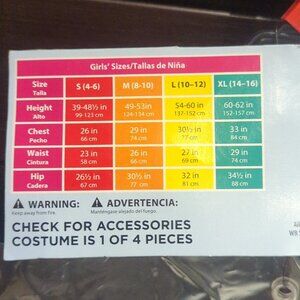 Girls' Sizes/Tallas de Niña
Size S (4-6) M (8-10) L (10-12) XL (14-16)
Talla
Height 39-48½ in 49-53in 54-60 in 60-62 in
Alto 99-123 cm 124-134 cm 137-152 cm 152-157 cm
Chest 26 in 29 in 30½ in 33 in
Pecho 66 cm 74 cm 77 cm 84 cm
Waist 23 in 26 in 27 in 29 in
Cintura 58 cm 66 cm 69 cm 74 cm
Hip 26½ in 30½ in 32 in 34½ in
Cadera 67 cm 77 cm 81 cm 88 cm
WARNING: ADVERTENCIA:
Keep away from fire. Manténgase alejado del fuego.
CHECK FOR ACCESSORIES
COSTUME IS 1 OF 4 PIECES